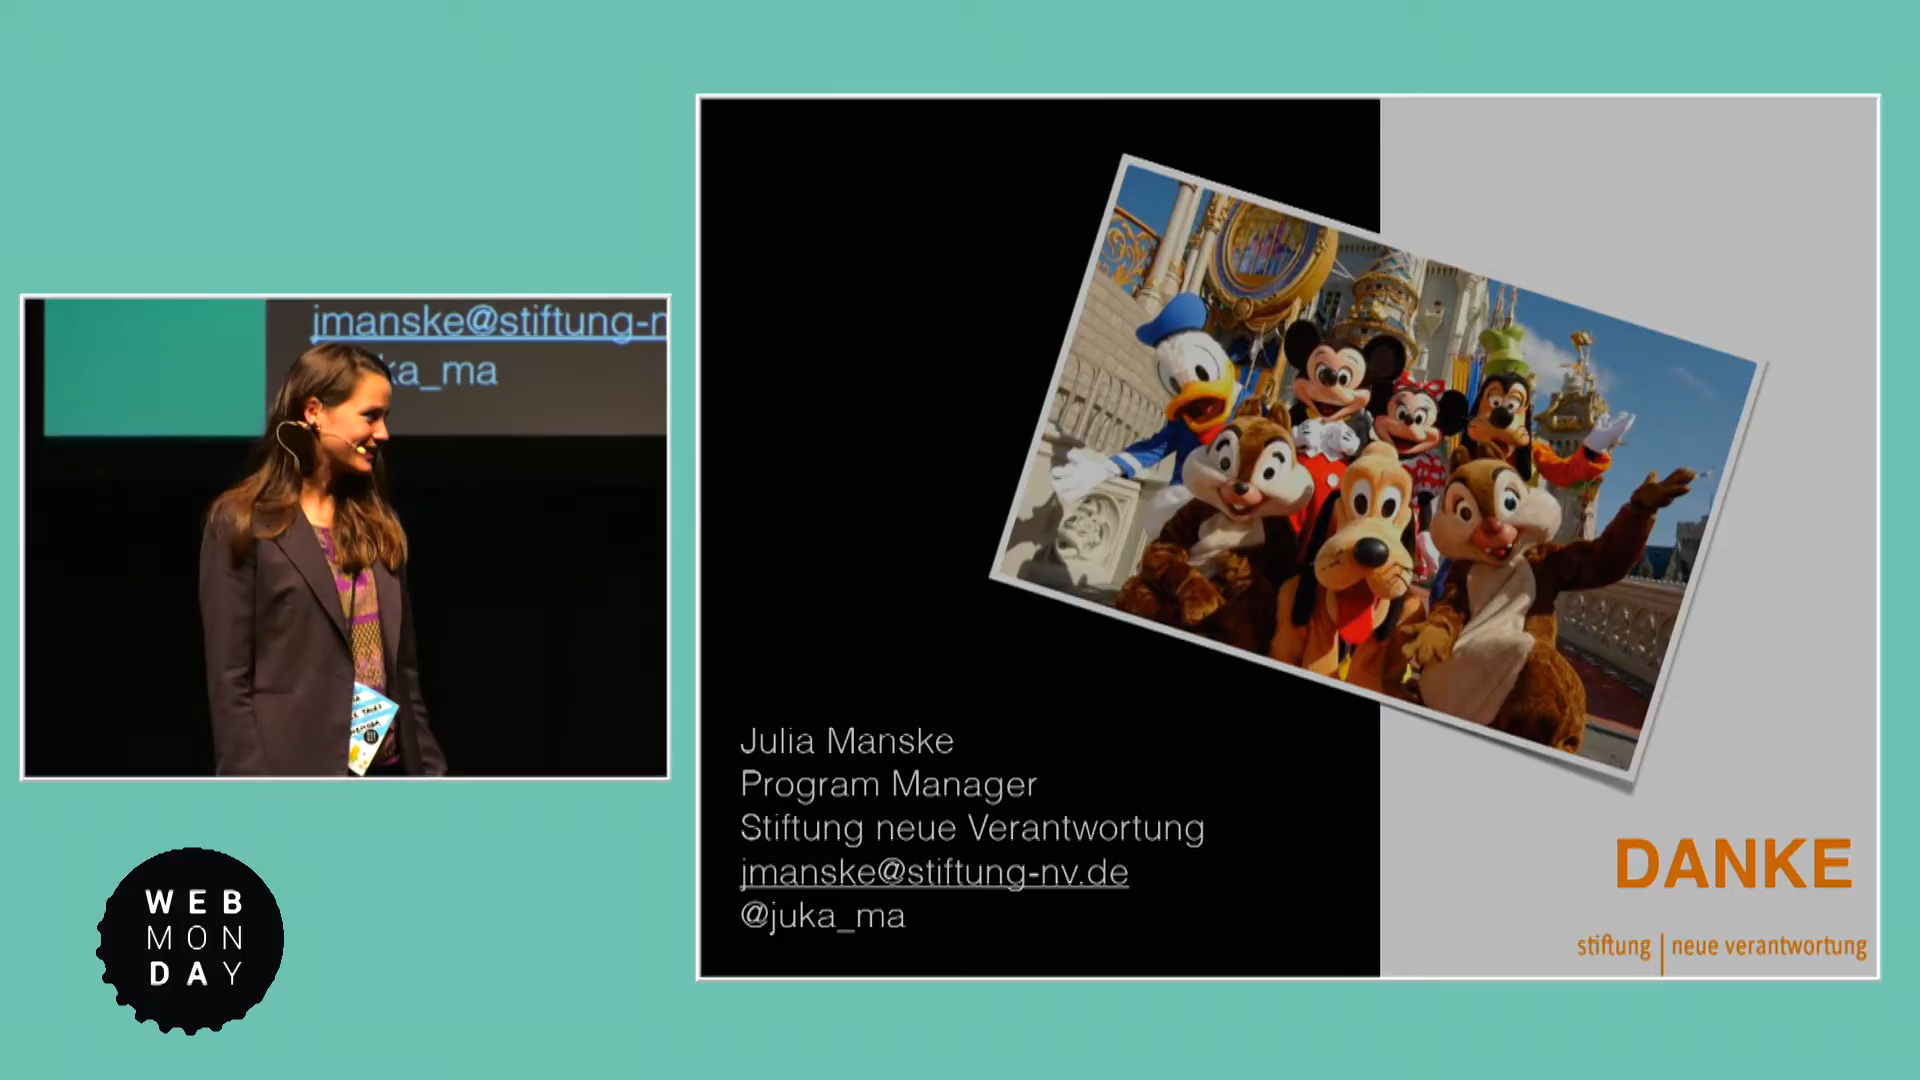 jmanske@stiftung-n
ka_ma
WEB
MON
DAY
Julia Manske
Program Manager
Stiftung neue Verantwortung
jmanske@stiftung-nv.de
@juka_ma
DANKE
stiftung | neue verantwortung